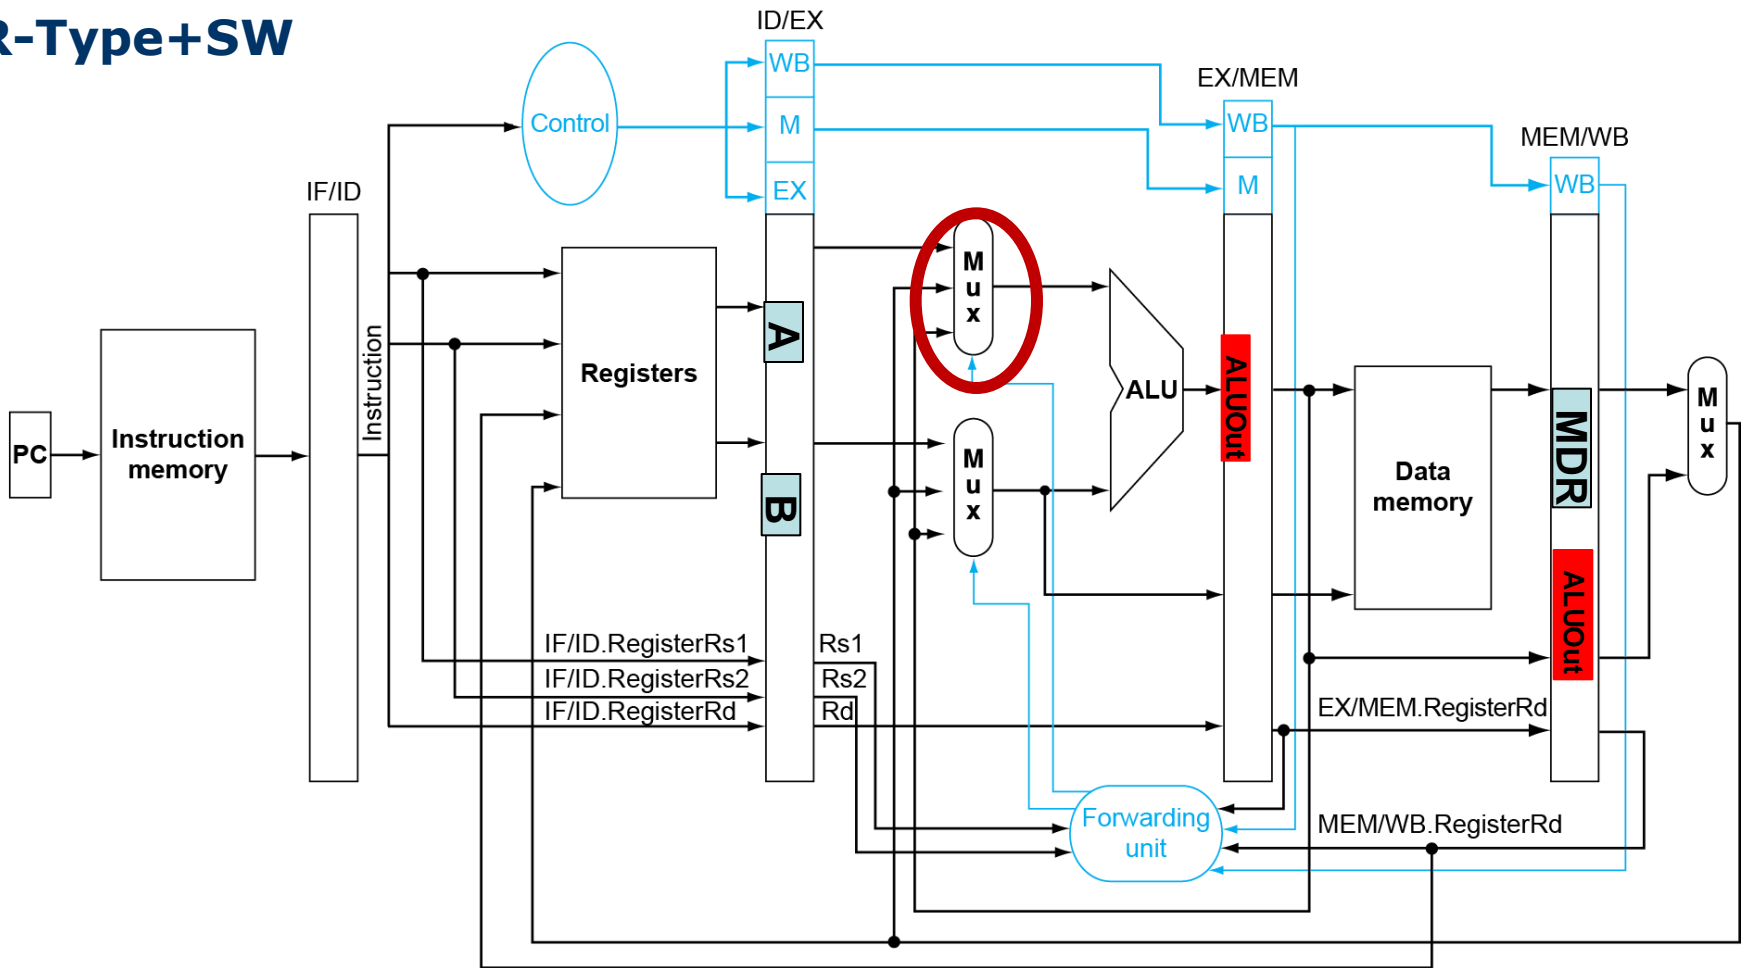 R-Type+SW
ID/EX
WB
M
EX
Control
EX/MEM
WB
M
MEM/WB
WB
IF/ID
Instruction
PC
Instruction
memory
Registers
A
B
M
u
x
M
u
x
ALU
ALUOut
Data
memory
MDR
ALUOut
M
u
x
IF/ID.RegisterRs1
IF/ID.RegisterRs2
IF/ID.RegisterRd
Rs1
Rs2
Rd
EX/MEM.RegisterRd
Forwarding
unit
MEM/WB.RegisterRd